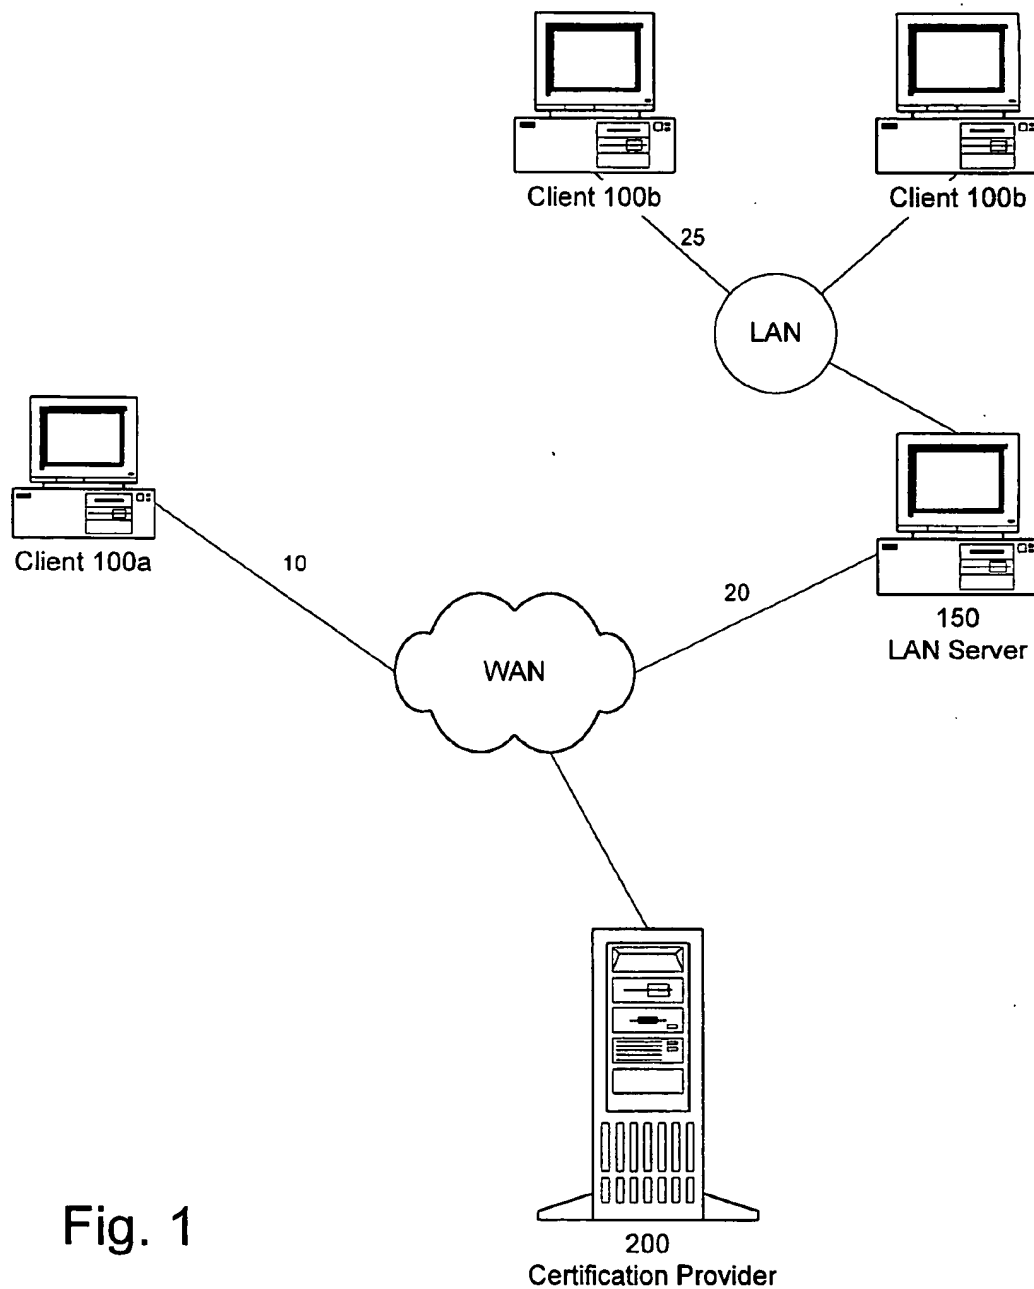 Client 100b
Client 100b
25
LAN
Client 100a
10
20
150
LAN Server
WAN
Fig. 1
200
Certification Provider